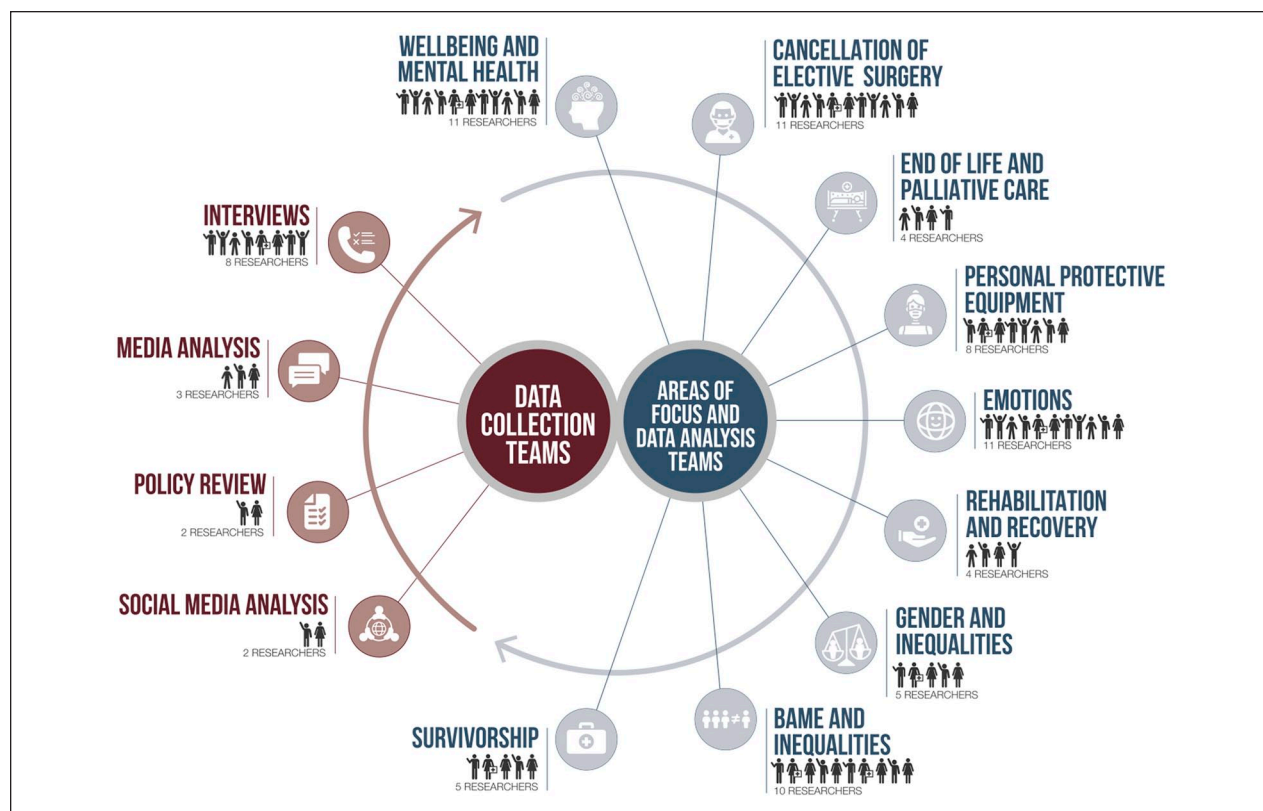 WELLBEING AND
MENTAL HEALTH
11 RESEARCHERS
CANCELLATION OF
ELECTIVE SURGERY
11 RESEARCHERS
END OF LIFE AND
PALLIATIVE CARE
4 RESEARCHERS
INTERVIEWS
8 RESEARCHERS
PERSONAL PROTECTIVE
EQUIPMENT
8 RESEARCHERS
MEDIA ANALYSIS
3 RESEARCHERS
DATA
COLLECTION
TEAMS
AREAS OF
FOCUS AND
DATA ANALYSIS
TEAMS
EMOTIONS
11 RESEARCHERS
POLICY REVIEW
2 RESEARCHERS
REHABILITATION
AND RECOVERY
4 RESEARCHERS
SOCIAL MEDIA ANALYSIS
2 RESEARCHERS
GENDER AND
INEQUALITIES
5 RESEARCHERS
SURVIVORSHIP
5 RESEARCHERS
BAME AND
INEQUALITIES
10 RESEARCHERS